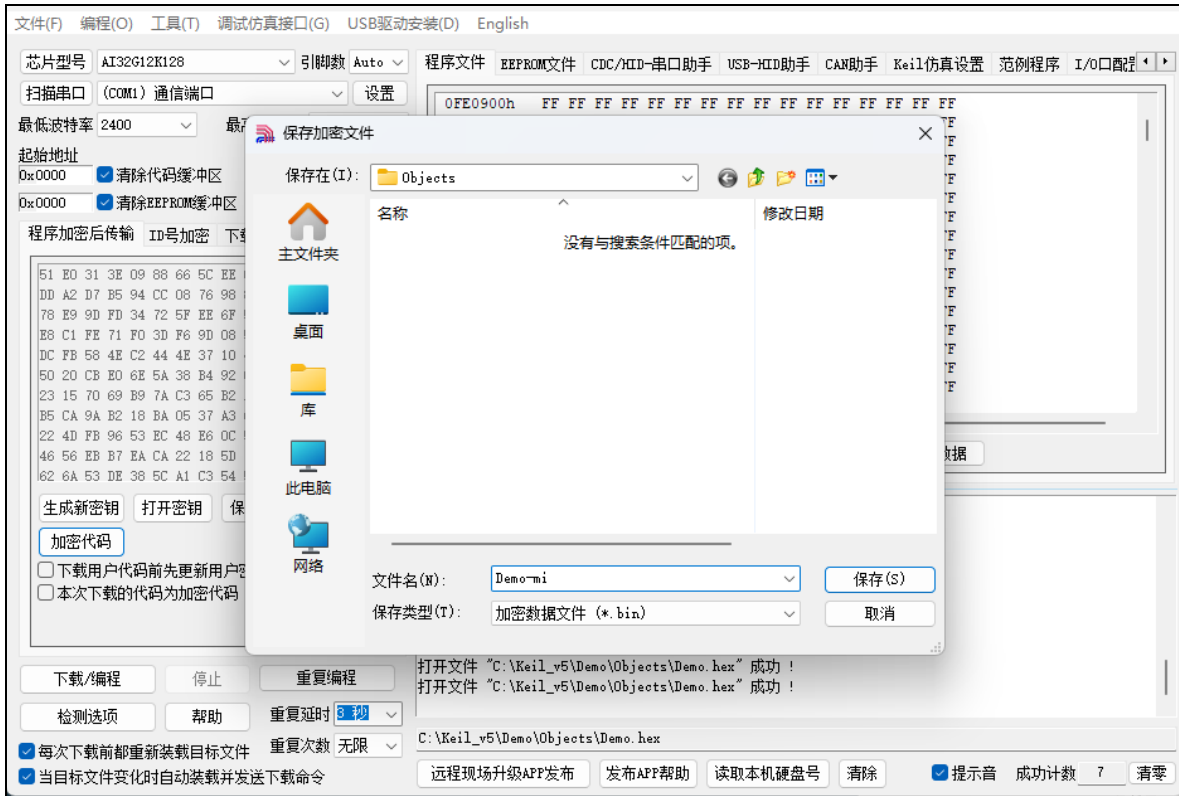 文件(F) 编程(O) 工具(T) 调试仿真接口(G) USB驱动安装(D) English
芯片型号 AI32G12K128 引脚数 Auto 程序文件 EEPROM文件 CDC/HID-串口助手 USB-HID助手 CAN助手 Keil仿真设置 范例程序 I/O口配
扫描串口 (COM1) 通信端口 设置
0FE0900h FF FF FF FF FF FF FF FF FF FF FF FF FF FF FF FF
最低波特率 2400
保存加密文件
起始地址
0x0000 清除代码缓冲区
保存在(I): Objects
0x0000 清除EEPROM缓冲区
名称 修改日期
程序加密后传输 ID号加密
没有与搜索条件匹配的项。
主文件夹
51 E0 31 3E 09 88 66 5C EE
DD A2 D7 B5 94 CC 08 76 98
78 E9 9D FD 34 72 5F EE 6F
E8 C1 FE 71 F0 3D F6 9D 08
桌面
DC FB 58 4E C2 44 4E 37 10
50 20 CB E0 6E 5A 38 B4 92
23 15 70 69 B9 7A C3 65 B2
库
B5 CA 9A B2 18 BA 05 37 A3
22 4D FB 96 53 EC 48 E6 0C
46 56 EB B7 EA CA 22 18 5D
62 6A 53 DE 38 5C A1 C3 54
此电脑
生成新密钥 打开密钥 保
加密代码
网络
下载用户代码前先更新用户
文件名(N): Demo-mi 保存(S)
本次下载的代码为加密代码
保存类型(T): 加密数据文件 (*.bin) 取消
打开文件 "C:\Keil_v5\Demo\Objects\Demo.hex" 成功 !
打开文件 "C:\Keil_v5\Demo\Objects\Demo.hex" 成功 !
下载/编程 停止 重复编程
检测选项 帮助 重复延时 3 秒
每次下载前都重新装载目标文件 重复次数 无限
C:\Keil_v5\Demo\Objects\Demo.hex
当目标文件变化时自动装载并发送下载命令
远程现场升级APP发布 发布APP帮助 读取本机硬盘号 清除 提示音 成功计数 7 清零